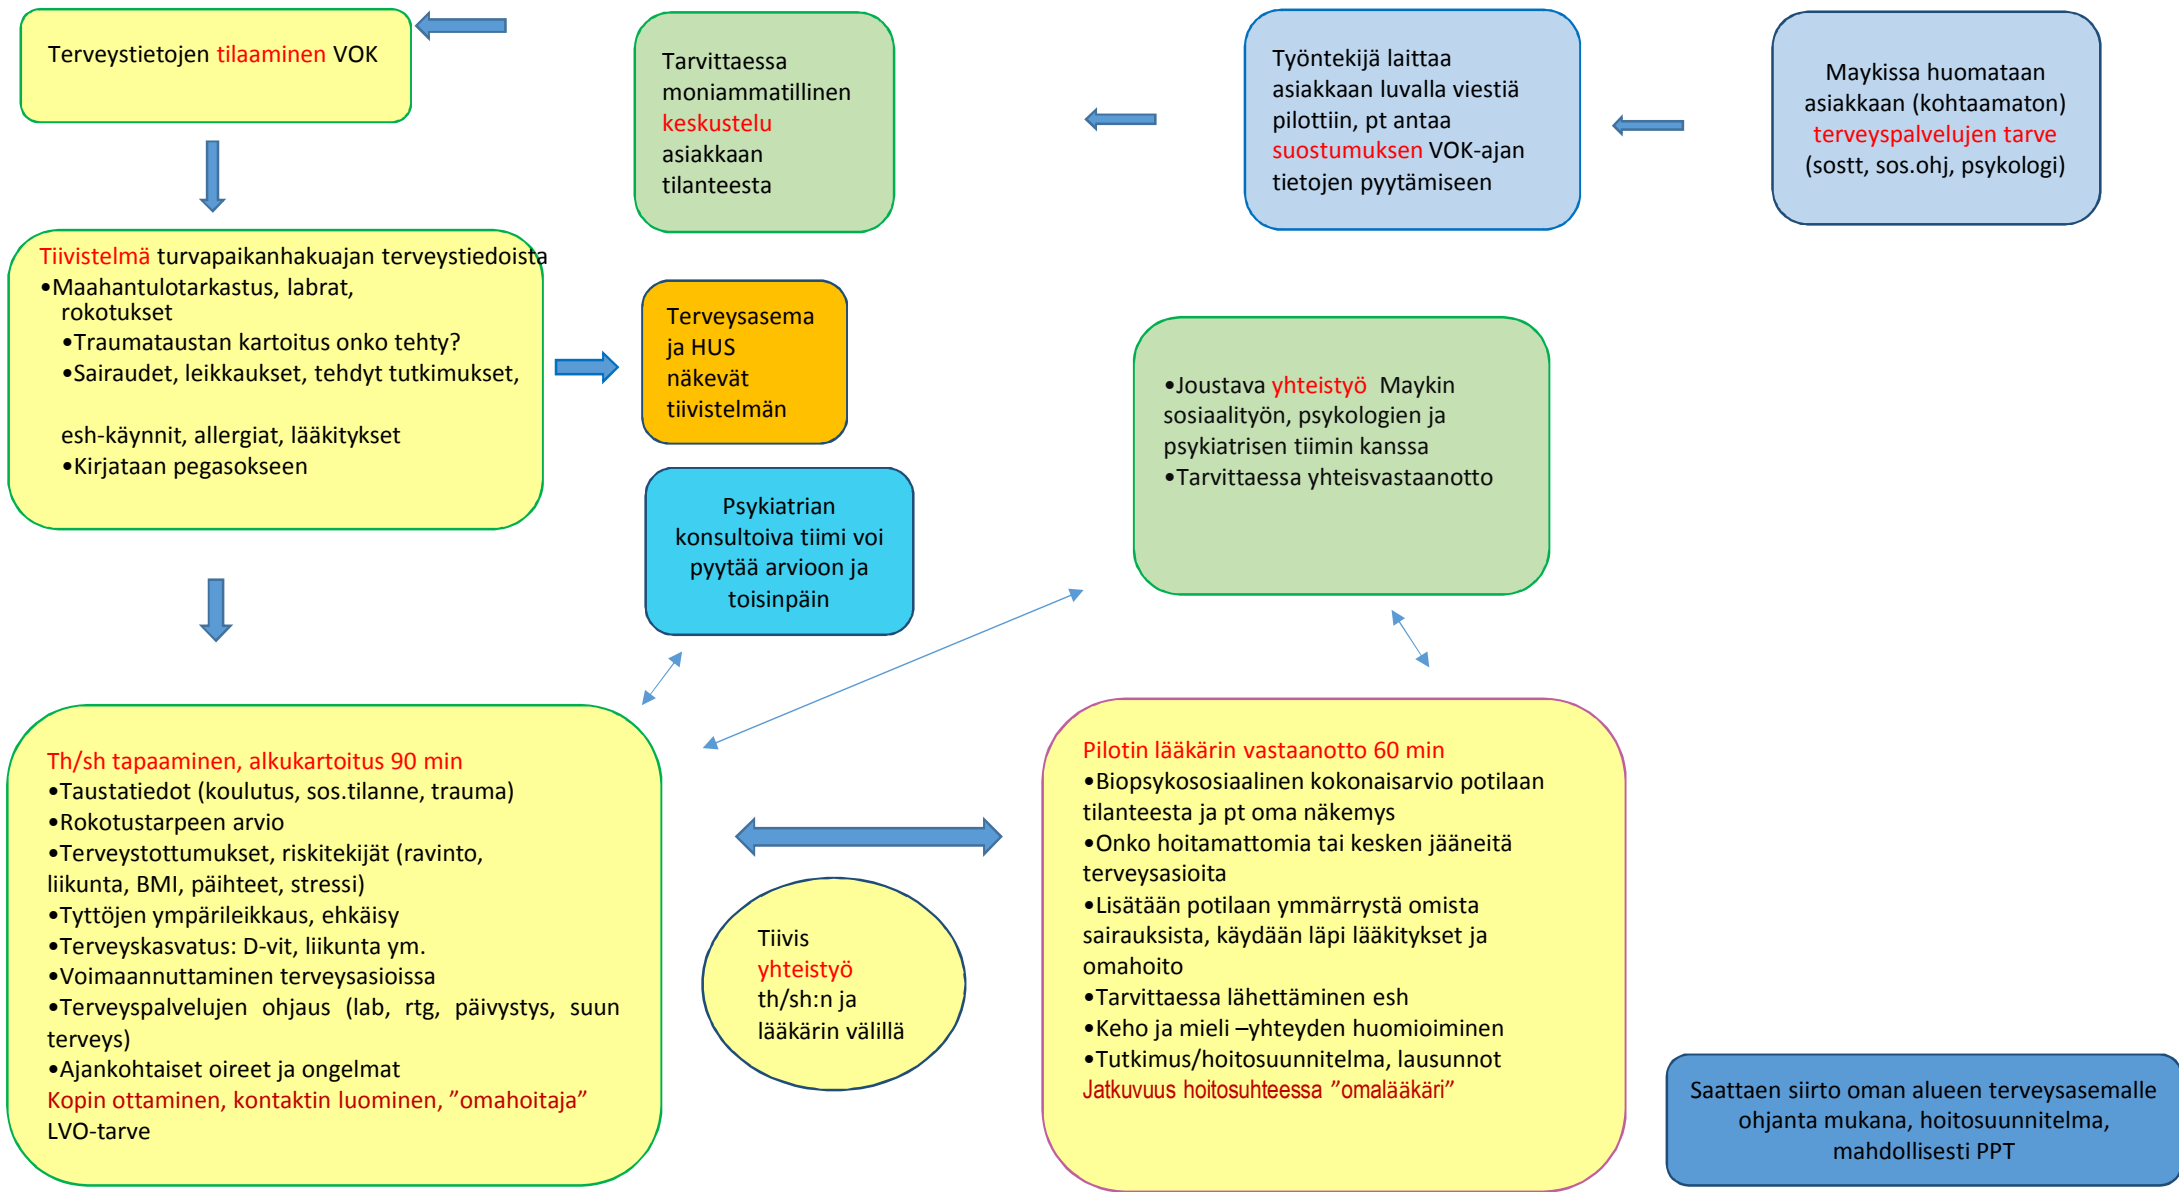 Terveystietojen tilaaminen VOK
Tarvittaessa
moniammatillinen
keskustelu
asiakkaan
tilanteesta
Työntekijä laittaa
asiakkaan luvalla viestiä
pilottiin, pt antaa
suostumuksen VOK-ajan
tietojen pyytämiseen
Maykissa huomataan
asiakkaan (kohtaamaton)
terveyspalvelujen tarve
(sostt, sos.ohj, psykologi)
Tiivistelmä turvapaikanhakuajan terveystiedoista
•Maahantulotarkastus, labrat,
rokotukset
•Traumataustan kartoitus onko tehty?
•Sairaudet, leikkaukset, tehdyt tutkimukset,
esh-käynnit, allergiat, lääkitykset
•Kirjataan pegasokseen
Terveysasema
ja HUS
näkevät
tiivistelmän
Psykiatrian
konsultoiva tiimi voi
pyytää arvioon ja
toisinpäin
•Joustava yhteistyö Maykin
sosiaalityön, psykologien ja
psykiatrisen tiimin kanssa
•Tarvittaessa yhteisvastaanotto
Th/sh tapaaminen, alkukartoitus 90 min
•Taustatiedot (koulutus, sos.tilanne, trauma)
•Rokotustarpeen arvio
•Terveystottumukset, riskitekijät (ravinto,
liikunta, BMI, päihteet, stressi)
•Tyttöjen ympärileikkaus, ehkäisy
•Terveyskasvatus: D-vit, liikunta ym.
•Voimaannuttaminen terveysasioissa
•Terveyspalvelujen ohjaus (lab, rtg, päivystys, suun
terveys)
•Ajankohtaiset oireet ja ongelmat
Kopin ottaminen, kontaktin luominen, ”omahoitaja”
LVO-tarve
Tiivis
yhteistyö
th/sh:n ja
lääkärin välillä
Pilotin lääkärin vastaanotto 60 min
•Biopsykososiaalinen kokonaisarvio potilaan
tilanteesta ja pt oma näkemys
•Onko hoitamattomia tai kesken jääneitä
terveysasioita
•Lisätään potilaan ymmärrystä omista
sairauksista, käydään läpi lääkitykset ja
omahoito
•Tarvittaessa lähettäminen esh
•Keho ja mieli –yhteyden huomioiminen
•Tutkimus/hoitosuunnitelma, lausunnot
Jatkuvuus hoitosuhteessa ”omalääkäri”
Saattaen siirto oman alueen terveysasemalle
ohjanta mukana, hoitosuunnitelma,
mahdollisesti PPT